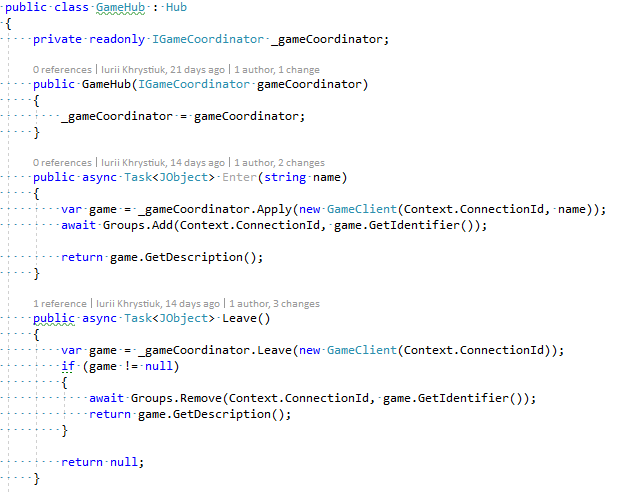 public class GameHub : Hub
{
private readonly IGameCoordinator _gameCoordinator;
0 references | Iurii Khrystiuk, 21 days ago | 1 author, 1 change
public GameHub(IGameCoordinator gameCoordinator)
{
_gameCoordinator = gameCoordinator;
}
0 references | Iurii Khrystiuk, 14 days ago | 1 author, 2 changes
public async Task<JObject> Enter(string name)
{
var game = _gameCoordinator.Apply(new GameClient(Context.ConnectionId, name));
await Groups.Add(Context.ConnectionId, game.GetIdentifier());
return game.GetDescription();
}
1 reference | Iurii Khrystiuk, 14 days ago | 1 author, 3 changes
public async Task<JObject> Leave()
{
var game = _gameCoordinator.Leave(new GameClient(Context.ConnectionId));
if (game != null)
{
await Groups.Remove(Context.ConnectionId, game.GetIdentifier());
return game.GetDescription();
}
return null;
}